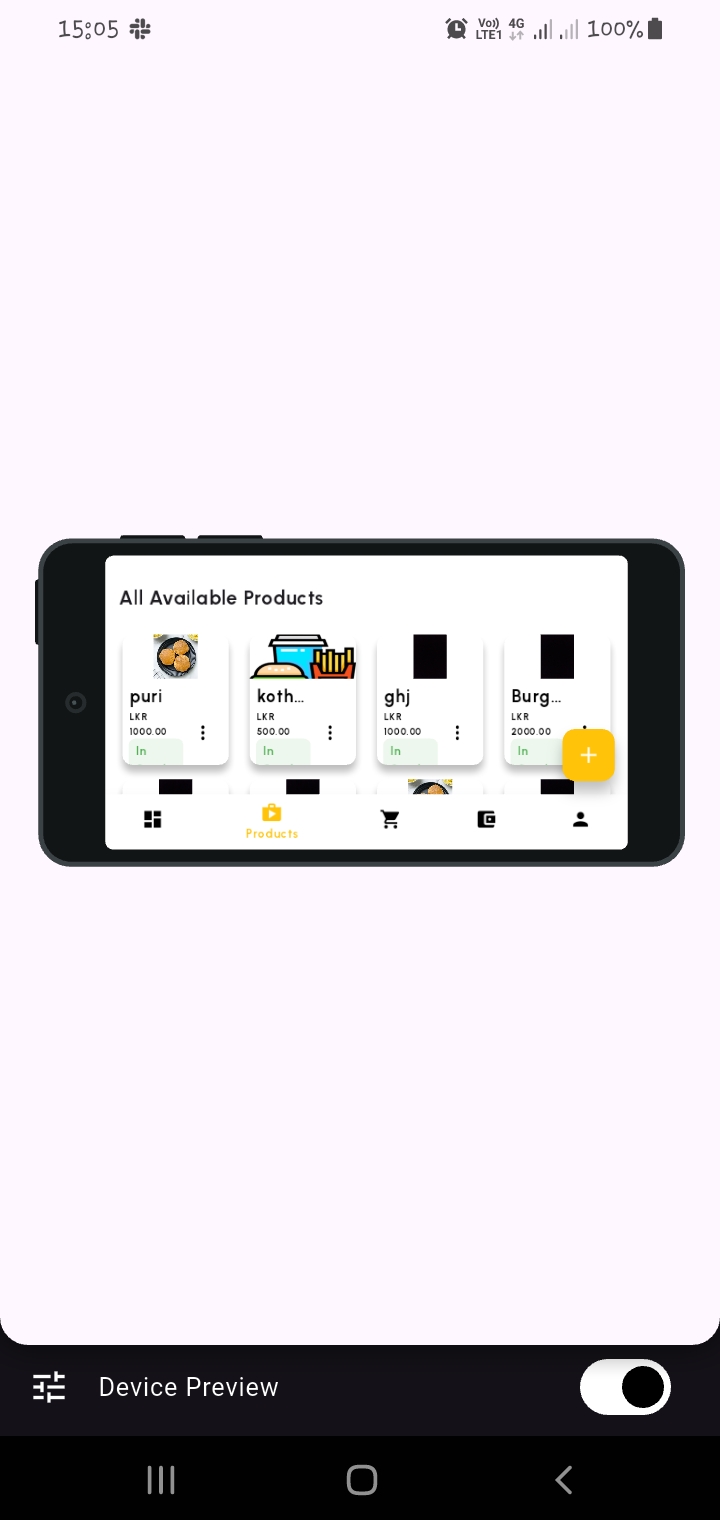 15:05
Vo)) LTE1 4G 100%
All Available Products
puri
LKR
1000.00
In
koth...
LKR
500.00
In
ghj
LKR
1000.00
In
Burg...
LKR
2000.00
In
Products
Device Preview